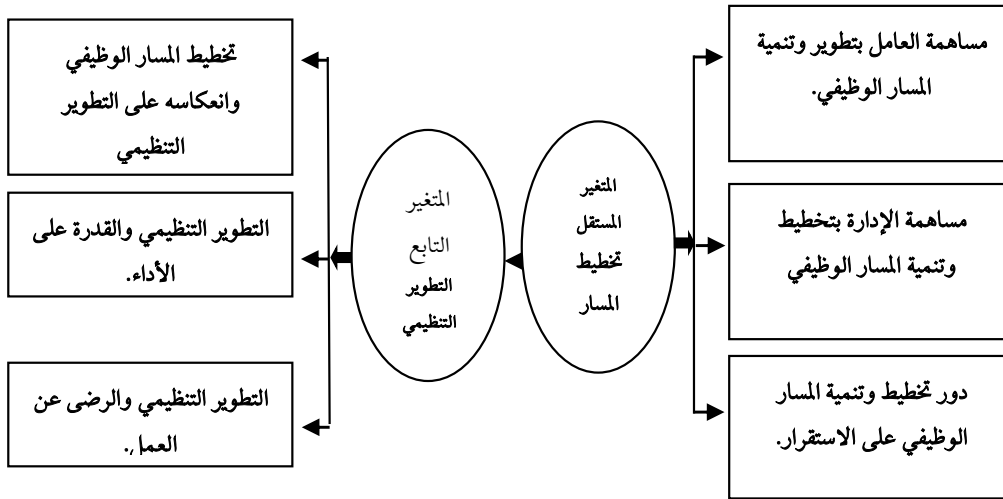 مساهمة العامل بتطوير وتنمية
المسار الوظيفي.
مساهمة الإدارة بتخطيط
وتنمية المسار الوظيفي
دور تخطيط وتنمية المسار
الوظيفي على الاستقرار.
المتغير
المستقل
تخطيط
المسار
المتغير
التابع
التطوير
التنظيمي
تخطيط المسار الوظيفي
وانعكاسه على التطوير
التنظيمي
التطوير التنظيمي والقدرة على
الأداء.
التطوير التنظيمي والرضى عن
العمل.